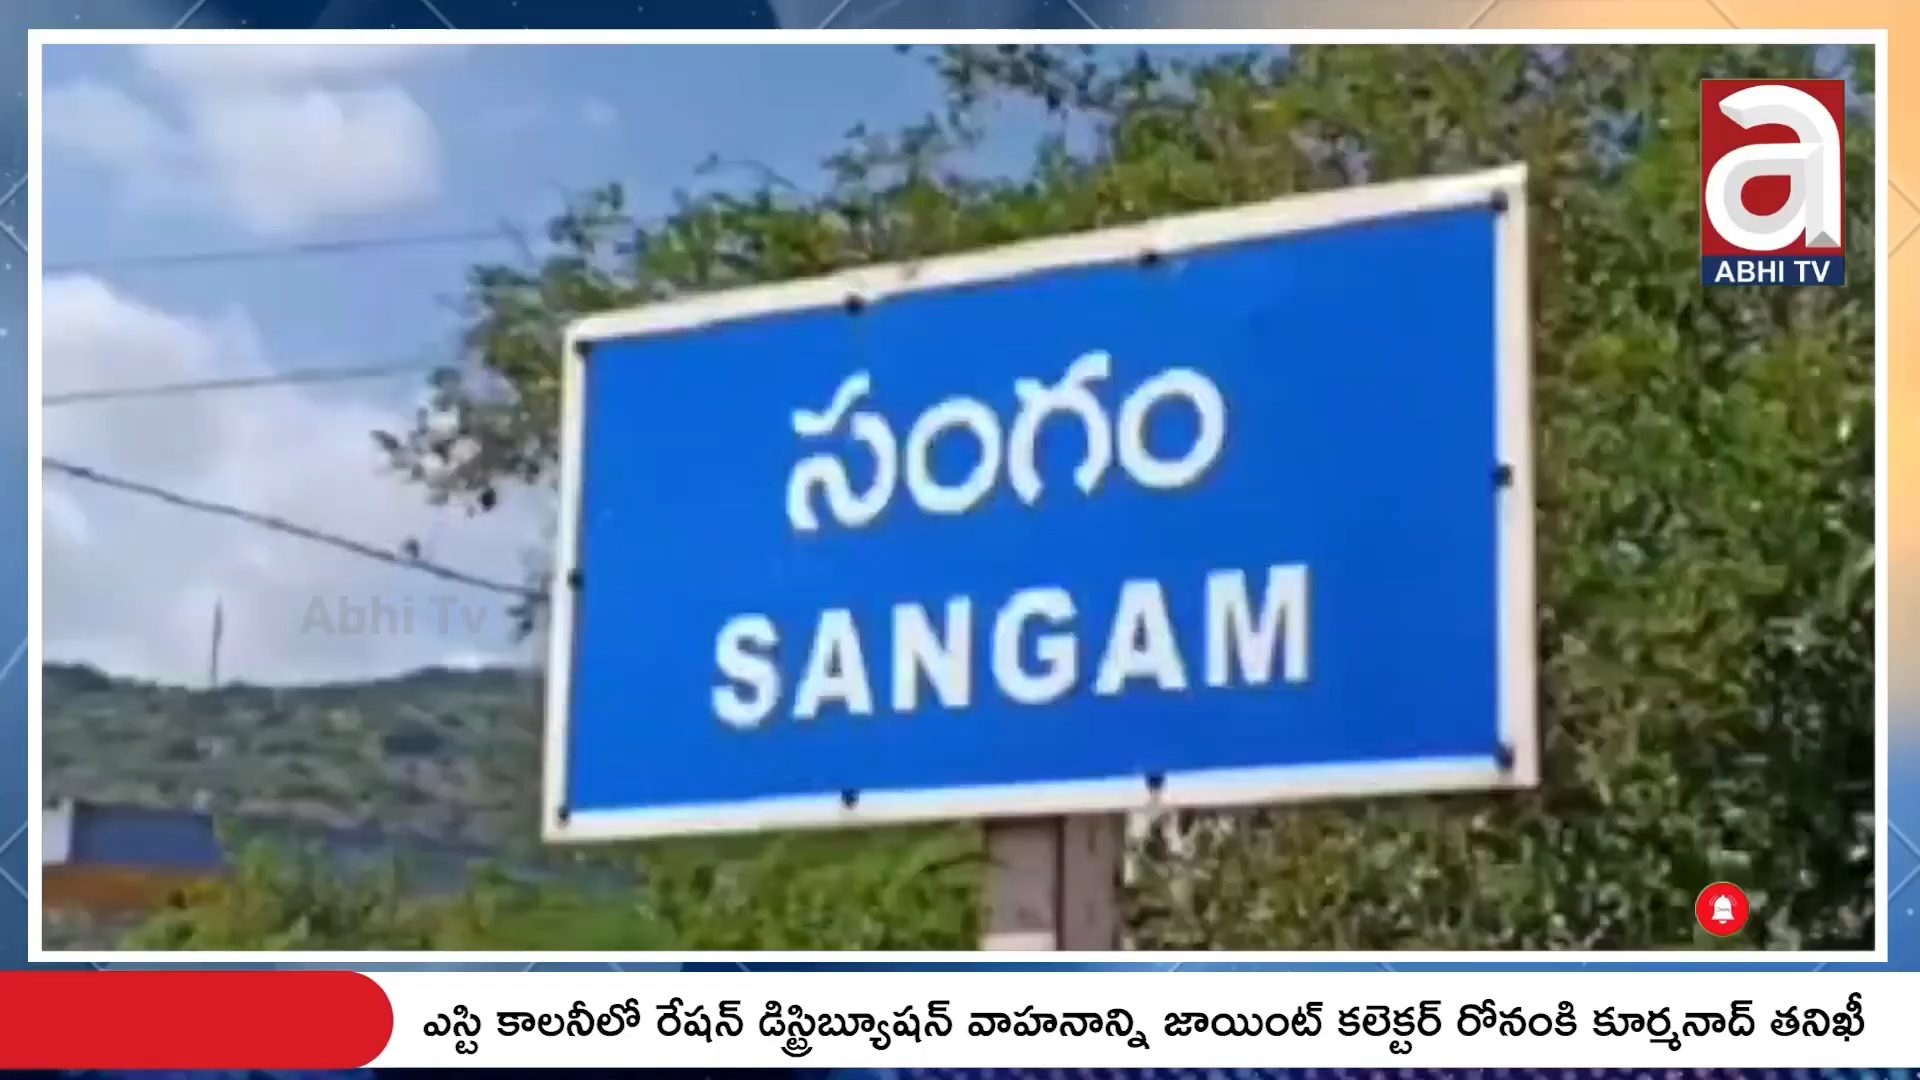 ABHI TV
సంగం
SANGAM
Abhi Tv
ఎస్టి కాలనీలో రేషన్ డిస్ట్రిబ్యూషన్ వాహనాన్ని జాయింట్ కలెక్టర్ రోనంకి కూర్మనాద్ తనిఖీ